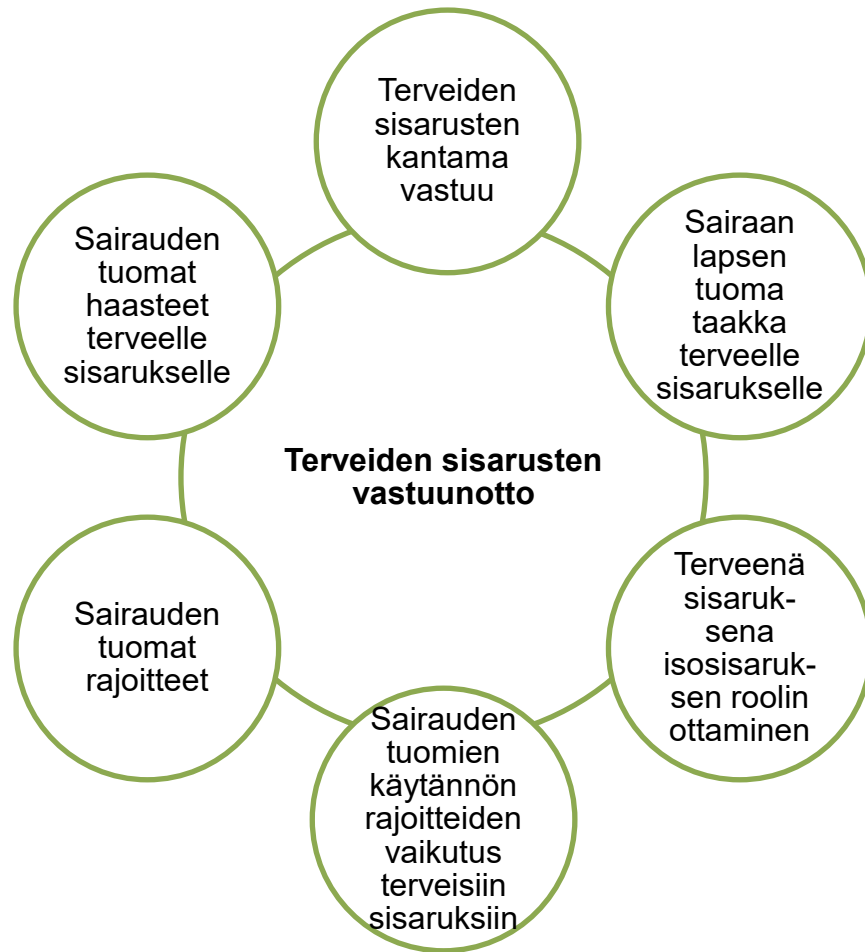 Terveiden
sisarusten
kantama
vastuu
Sairaan
lapsen
tuoma
taakka
terveelle
sisarukselle
Terveenä
sisaruk-
sena
isosisaruk-
sen roolin
ottaminen
Sairauden
tuomien
käytännön
rajoitteiden
vaikutus
terveisiin
sisaruksiin
Sairauden
tuomat
rajoitteet
Sairauden
tuomat
haasteet
terveelle
sisarukselle
Terveiden sisarusten
vastuunotto